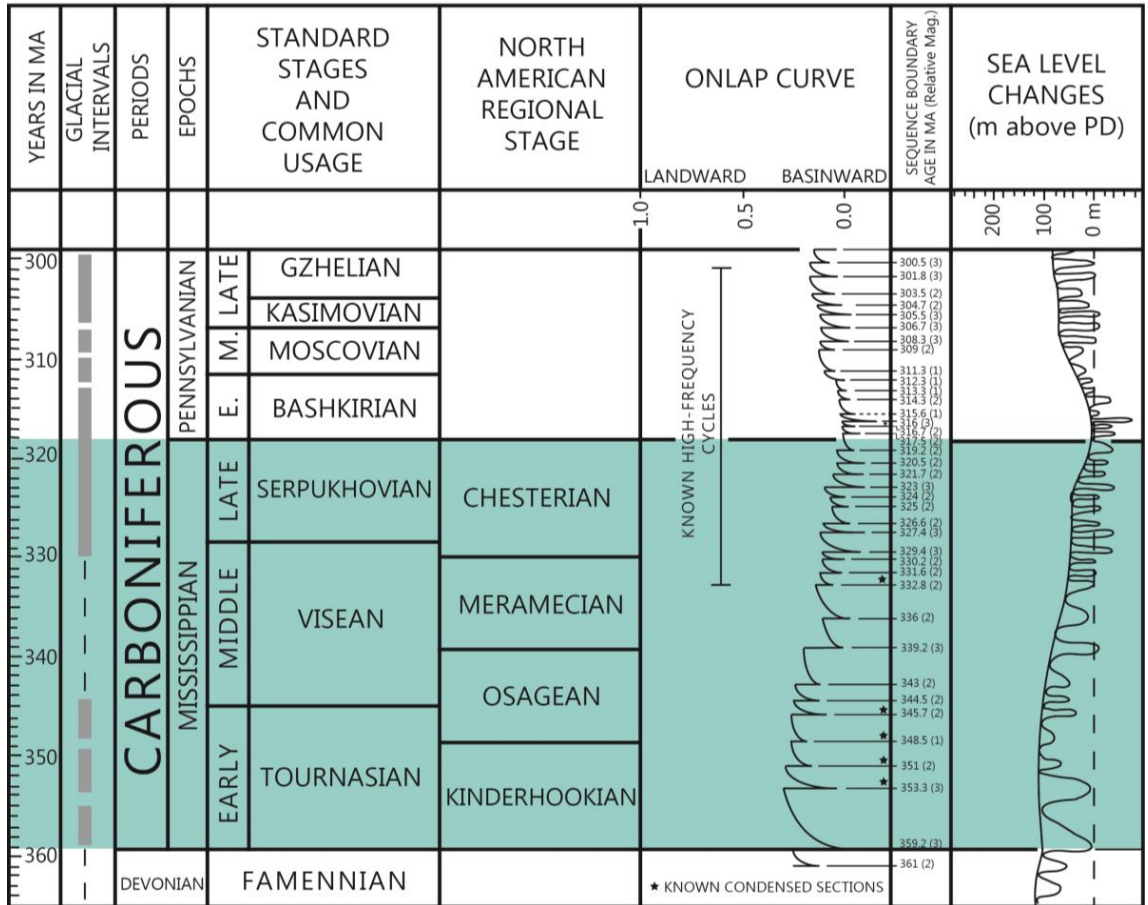 YEARS IN MA
GLACIAL
INTERVALS
PERIODS
EPOCHS
STANDARD
STAGES
AND
COMMON
USAGE
NORTH
AMERICAN
REGIONAL
STAGE
ONLAP CURVE
LANDWARD
BASINWARD
SEQUENCE BOUNDARY
AGE IN MA (Relative Mag.)
SEA LEVEL
CHANGES
(m above PD)
1.0
0.5
0.0
200
100
0 m
300
310
320
330
340
350
360
CARBONIFEROUS
DEVONIAN
PENNSYLVANIAN
MISSISSIPPIAN
LATE
M.
E.
LATE
MIDDLE
EARLY
GZHELIAN
KASIMOVIAN
MOSCOVIAN
BASHKIRIAN
SERPUKHOVIAN
VISEAN
TOURNASIAN
FAMENNIAN
CHESTERIAN
MERAMECIAN
OSAGEAN
KINDERHOOKIAN
KNOWN HIGH-FREQUENCY
CYCLES
300.5 (3)
301.8 (3)
303.5 (2)
304.7 (2)
305.5 (3)
306.7 (3)
308.3 (3)
309 (2)
311.3 (1)
312.3 (1)
313.3 (1)
314.3 (2)
315.6 (1)
316 (3)
316.7 (2)
317.5 (2)
319.2 (2)
320.5 (2)
321.7 (2)
323 (3)
324 (2)
325 (2)
326.6 (2)
327.4 (3)
329.4 (3)
330.2 (2)
331.6 (2)
332.8 (2)
336 (2)
339.2 (3)
343 (2)
344.5 (2)
345.7 (2)
348.5 (1)
351 (2)
353.3 (3)
359.2 (3)
361 (2)
★ KNOWN CONDENSED SECTIONS